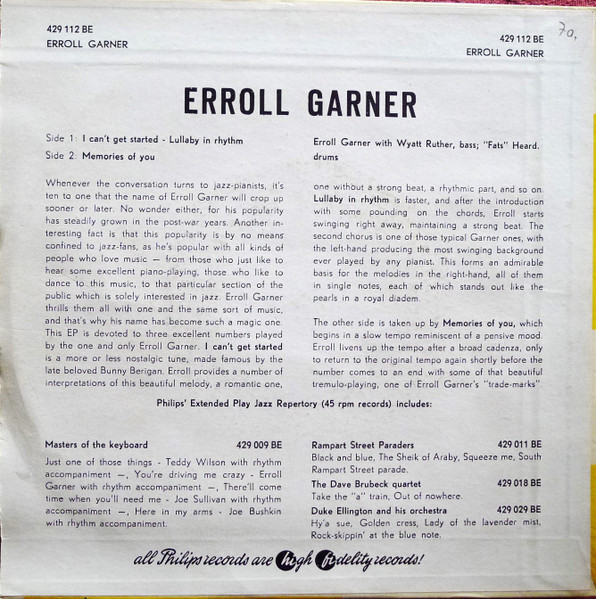 429 112 BE
ERROLL GARNER
429 112 BE
ERROLL GARNER
70,
ERROLL GARNER
Side 1: I can't get started - Lullaby in rhythm
Side 2: Memories of you
Erroll Garner with Wyatt Ruther, bass; "Fats" Heard.
drums
Whenever the conversation turns to jazz-pianists, it's
ten to one that the name of Erroll Garner will crop up
sooner or later. No wonder either, for his popularity
has steadily grown in the post-war years. Another in-
teresting fact is that this popularity is by no means
confined to jazz-fans, as he's popular with all kinds of
people who love music — from those who just like to
hear some excellent piano-playing, those who like to
dance to this music, to that particular section of the
public which is solely interested in jazz. Erroll Garner
thrills them all with one and the same sort of music,
and that's why his name has become such a magic one.
This EP is devoted to three excellent numbers played
by the one and only Erroll Garner. I can't get started
is a more or less nostalgic tune, made famous by the
late beloved Bunny Berigan. Erroll provides a number of
interpretations of this beautiful melody, a romantic one,
one without a strong beat, a rhythmic part, and so on.
Lullaby in rhythm is faster, and after the introduction
with some pounding on the chords, Erroll starts
swinging right away, maintaining a strong beat. The
second chorus is one of those typical Garner ones, with
the left-hand producing the most swinging background
ever played by any pianist. This forms an admirable
basis for the melodies in the right-hand, all of them
in single notes, each of which stands out like the
pearls in a royal diadem.
The other side is taken up by Memories of you, which
begins in a slow tempo reminiscent of a pensive mood.
Erroll livens up the tempo after a broad cadenza, only
to return to the original tempo again shortly before the
number comes to an end with some of that beautiful
tremulo-playing, one of Erroll Garner's "trade-marks".
Philips' Extended Play Jazz Repertory (45 rpm records) includes:
Masters of the keyboard 429 009 BE
Just one of those things - Teddy Wilson with rhythm
accompaniment —, You're driving me crazy - Erroll
Garner with rhythm accompaniment —, There'll come
time when you'll need me - Joe Sullivan with rhythm
accompaniment —, Here in my arms - Joe Bushkin
with rhythm accompaniment.
Rampart Street Paraders 429 011 BE
Black and blue, The Sheik of Araby, Squeeze me, South
Rampart Street parade.
The Dave Brubeck quartet 429 018 BE
Take the "a" train, Out of nowhere.
Duke Ellington and his orchestra 429 029 BE
Hy'a sue, Golden cress, Lady of the lavender mist,
Rock-skippin' at the blue note.
all Philips records are high fidelity records!